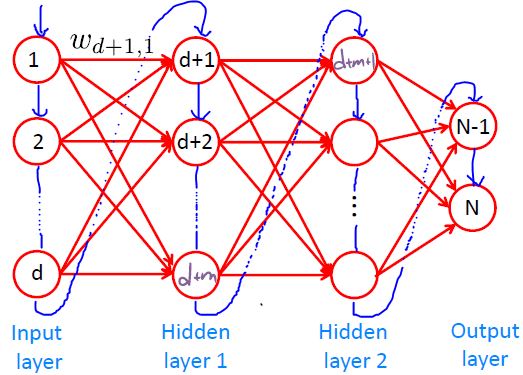 w_{d+1,1}
1
d+1
d+m+1
2
d+2
N-1
N
d
d+m
Input layer
Hidden layer 1
Hidden layer 2
Output layer